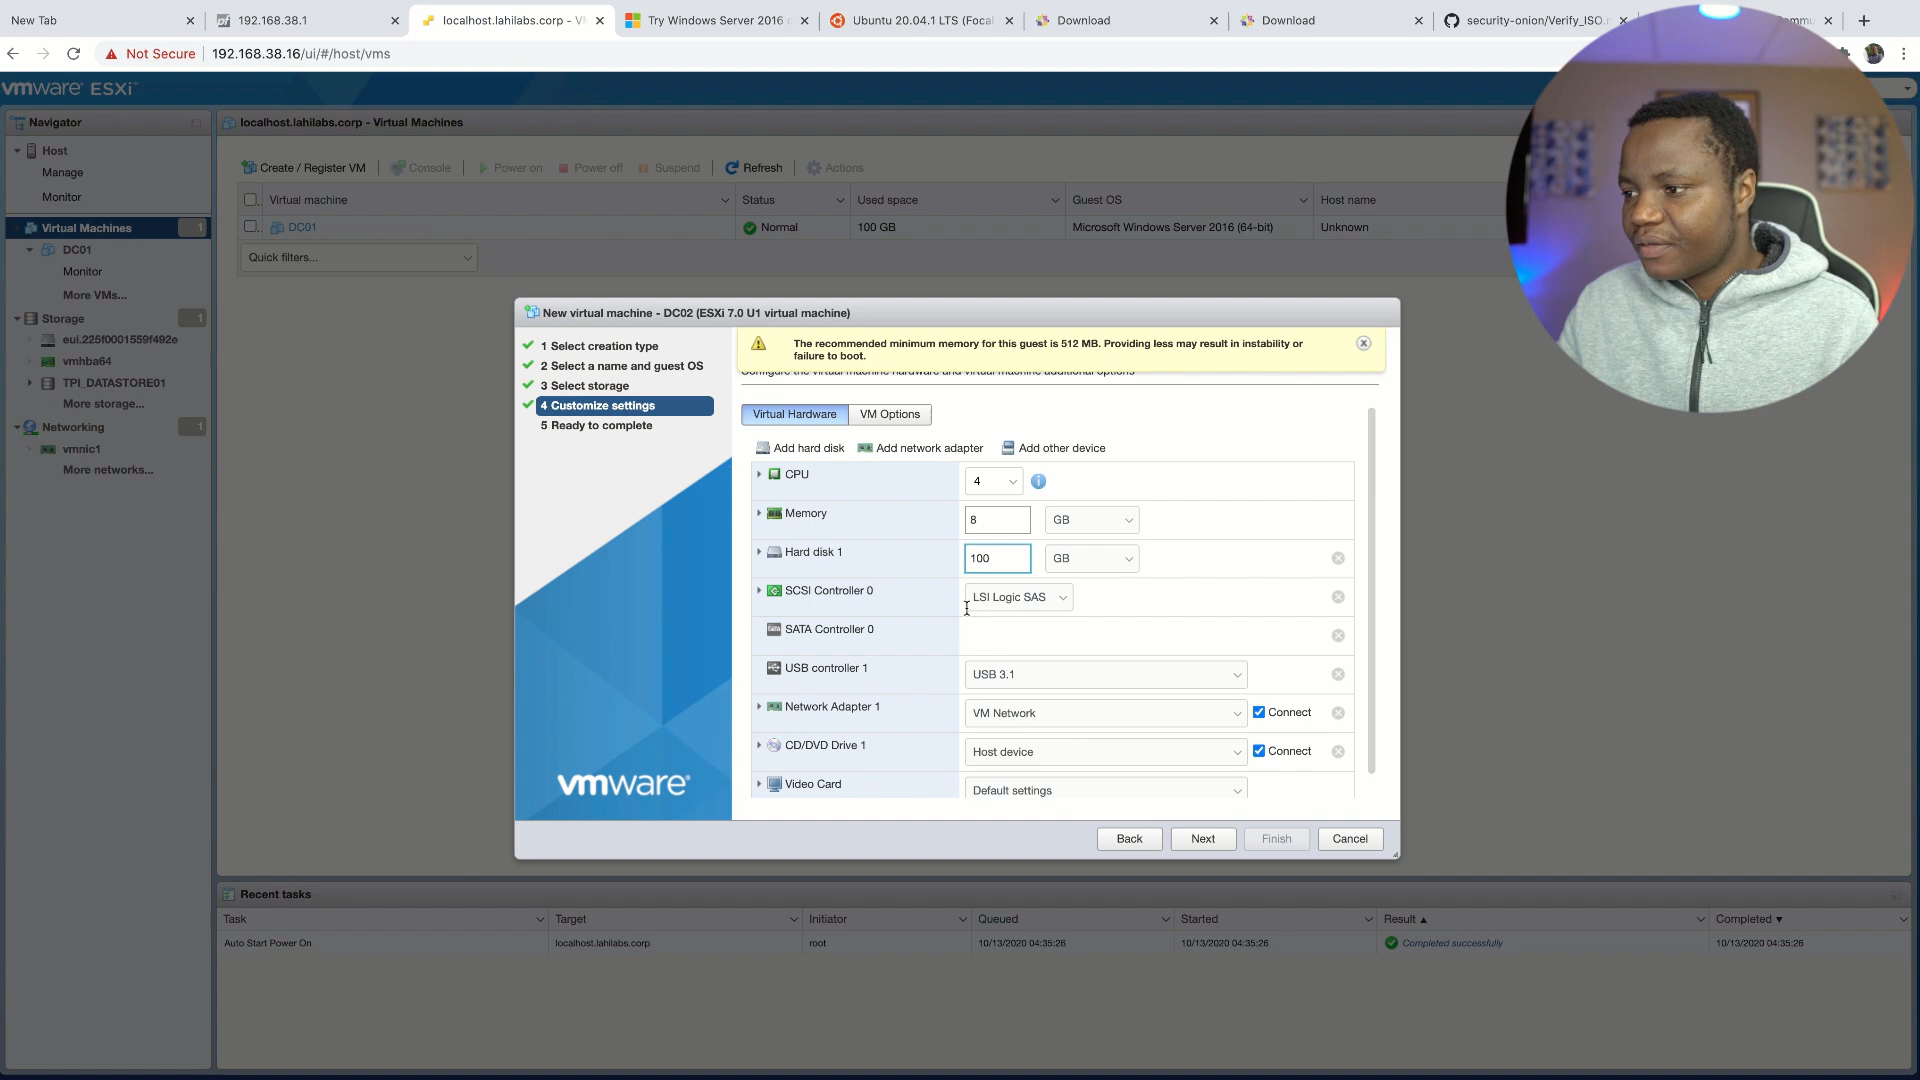 New Tab
192.168.38.1
localhost.lahilabs.corp - V
Try Windows Server 2016
Ubuntu 20.04.1 LTS (Focal
Download
Download
security-onion/Verify_ISO.
Not Secure
192.168.38.16/ui/#/host/vms
vmware ESXi
Navigator
Host
Manage
Monitor
Virtual Machines 1
DC01
Monitor
More VMs...
Storage 1
eui.225f0001559f492e
vmhba64
TPI_DATASTORE01
More storage...
Networking 1
vmnic1
More networks...
localhost.lahilabs.corp - Virtual Machines
Create / Register VM Console Power on Power off Suspend Refresh Actions
Virtual machine Status Used space Guest OS Host name
DC01 Normal 100 GB Microsoft Windows Server 2016 (64-bit) Unknown
Quick filters...
New virtual machine - DC02 (ESXi 7.0 U1 virtual machine)
1 Select creation type
2 Select a name and guest OS
3 Select storage
4 Customize settings
5 Ready to complete
vmware
The recommended minimum memory for this guest is 512 MB. Providing less may result in instability or
failure to boot.
Configure the virtual machine hardware and virtual machine additional options
Virtual Hardware VM Options
Add hard disk Add network adapter Add other device
CPU 4
Memory 8 GB
Hard disk 1 100 GB
SCSI Controller 0 LSI Logic SAS
SATA Controller 0
USB controller 1 USB 3.1
Network Adapter 1 VM Network Connect
CD/DVD Drive 1 Host device Connect
Video Card Default settings
Back Next Finish Cancel
Recent tasks
Task Target Initiator Queued Started Result Completed
Auto Start Power On localhost.lahilabs.corp root 10/13/2020 04:35:26 10/13/2020 04:35:26 Completed successfully 10/13/2020 04:35:26